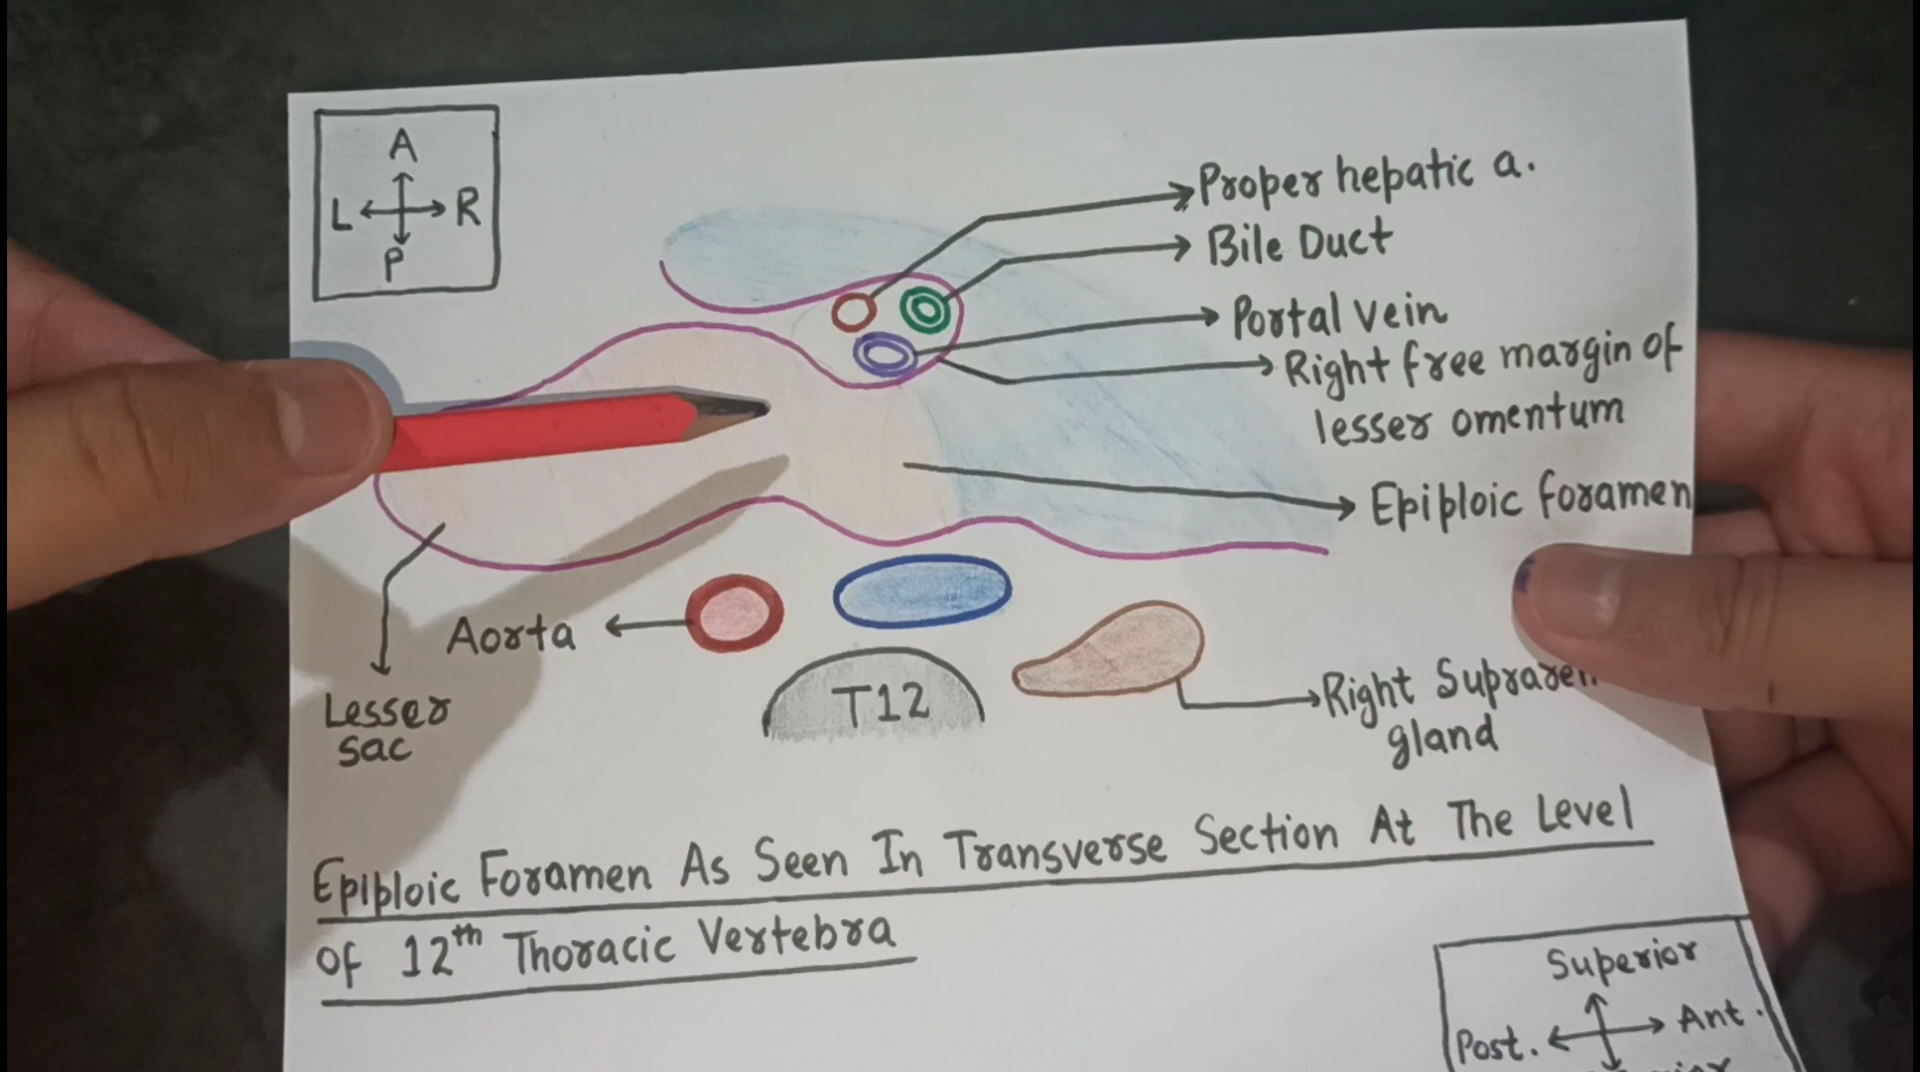 A
L R
P
Proper hepatic a.
Bile Duct
Portal vein
Right free margin of
lesser omentum
Epiploic foramen
Aorta
T12
Lesser
sac
Right
gland
Epiploic Foramen As Seen In Transverse Section At The Level
Of 12th Thoracic Vertebra
Superior
Post. Ant.